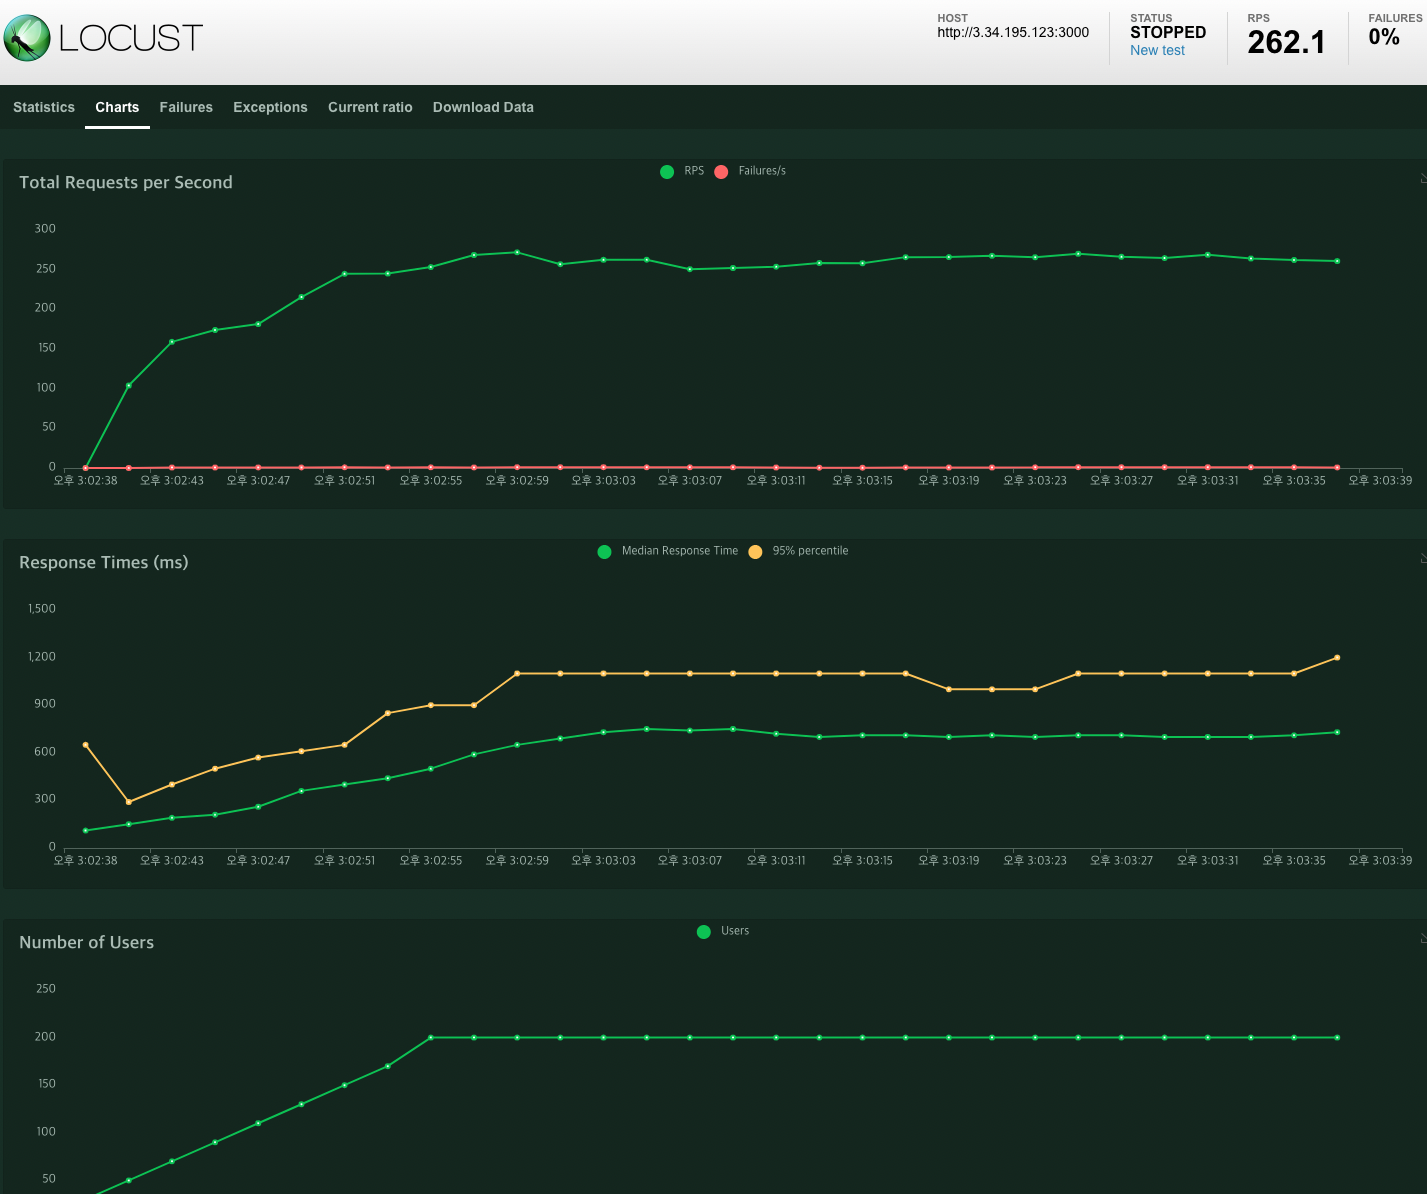 LOCUST
HOST
http://3.34.195.123:3000
STATUS
STOPPED
New test
RPS
262.1
FAILURES
0%
Statistics Charts Failures Exceptions Current ratio Download Data
Total Requests per Second
RPS Failures/s
300
250
200
150
100
50
0
오후 3:02:38 오후 3:02:43 오후 3:02:47 오후 3:02:51 오후 3:02:55 오후 3:02:59 오후 3:03:03 오후 3:03:07 오후 3:03:11 오후 3:03:15 오후 3:03:19 오후 3:03:23 오후 3:03:27 오후 3:03:31 오후 3:03:35 오후 3:03:39
Response Times (ms)
Median Response Time 95% percentile
1,500
1,200
900
600
300
0
오후 3:02:38 오후 3:02:43 오후 3:02:47 오후 3:02:51 오후 3:02:55 오후 3:02:59 오후 3:03:03 오후 3:03:07 오후 3:03:11 오후 3:03:15 오후 3:03:19 오후 3:03:23 오후 3:03:27 오후 3:03:31 오후 3:03:35 오후 3:03:39
Number of Users
Users
250
200
150
100
50